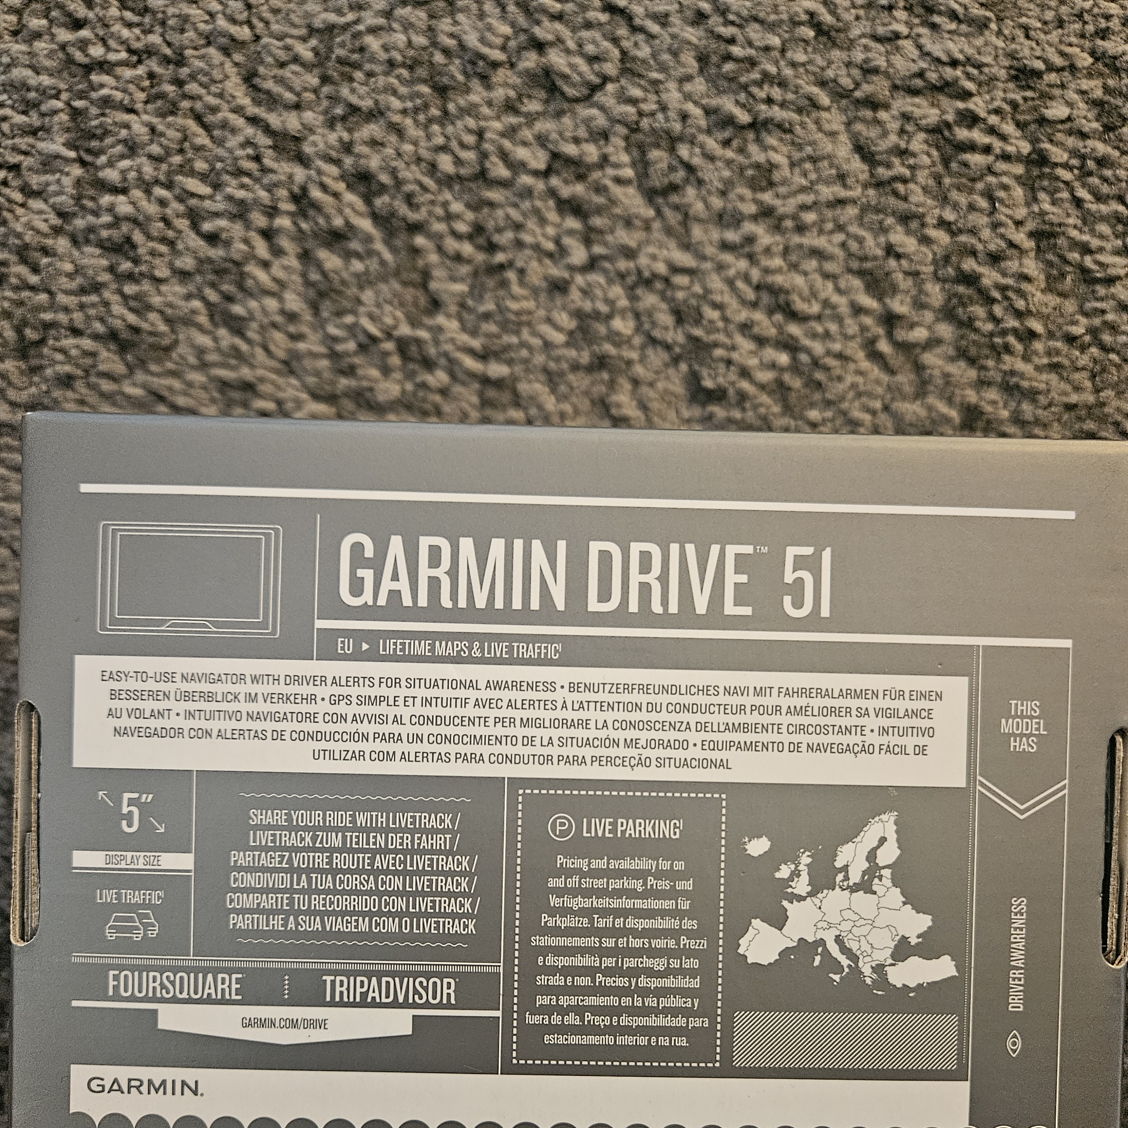 GARMIN DRIVE™ 51
EU ▶ LIFETIME MAPS & LIVE TRAFFIC¹
EASY-TO-USE NAVIGATOR WITH DRIVER ALERTS FOR SITUATIONAL AWARENESS • BENUTZERFREUNDLICHES NAVI MIT FAHRERALARMEN FÜR EINEN
BESSEREN ÜBERBLICK IM VERKEHR • GPS SIMPLE ET INTUITIF AVEC ALERTES À L'ATTENTION DU CONDUCTEUR POUR AMÉLIORER SA VIGILANCE
AU VOLANT • INTUITIVO NAVIGATORE CON AVVISI AL CONDUCENTE PER MIGLIORARE LA CONOSCENZA DELL'AMBIENTE CIRCOSTANTE • INTUITIVO
NAVEGADOR CON ALERTAS DE CONDUCCIÓN PARA UN CONOCIMIENTO DE LA SITUACIÓN MEJORADO • EQUIPAMENTO DE NAVEGAÇÃO FÁCIL DE
UTILIZAR COM ALERTAS PARA CONDUTOR PARA PERCEÇÃO SITUACIONAL
5″
DISPLAY SIZE
LIVE TRAFFIC¹
SHARE YOUR RIDE WITH LIVETRACK /
LIVETRACK ZUM TEILEN DER FAHRT /
PARTAGEZ VOTRE ROUTE AVEC LIVETRACK /
CONDIVIDI LA TUA CORSA CON LIVETRACK /
COMPARTE TU RECORRIDO CON LIVETRACK /
PARTILHE A SUA VIAGEM COM O LIVETRACK
FOURSQUARE
TRIPADVISOR
GARMIN.COM/DRIVE
P LIVE PARKING¹
Pricing and availability for on
and off street parking. Preis- und
Verfügbarkeitsinformationen für
Parkplätze. Tarif et disponibilité des
stationnements sur et hors voirie. Prezzi
e disponibilità per i parcheggi su lato
strada e non. Precios y disponibilidad
para aparcamiento en la vía pública y
fuera de ella. Preço e disponibilidade para
estacionamento interior e na rua.
THIS
MODEL
HAS
DRIVER AWARENESS
GARMIN.